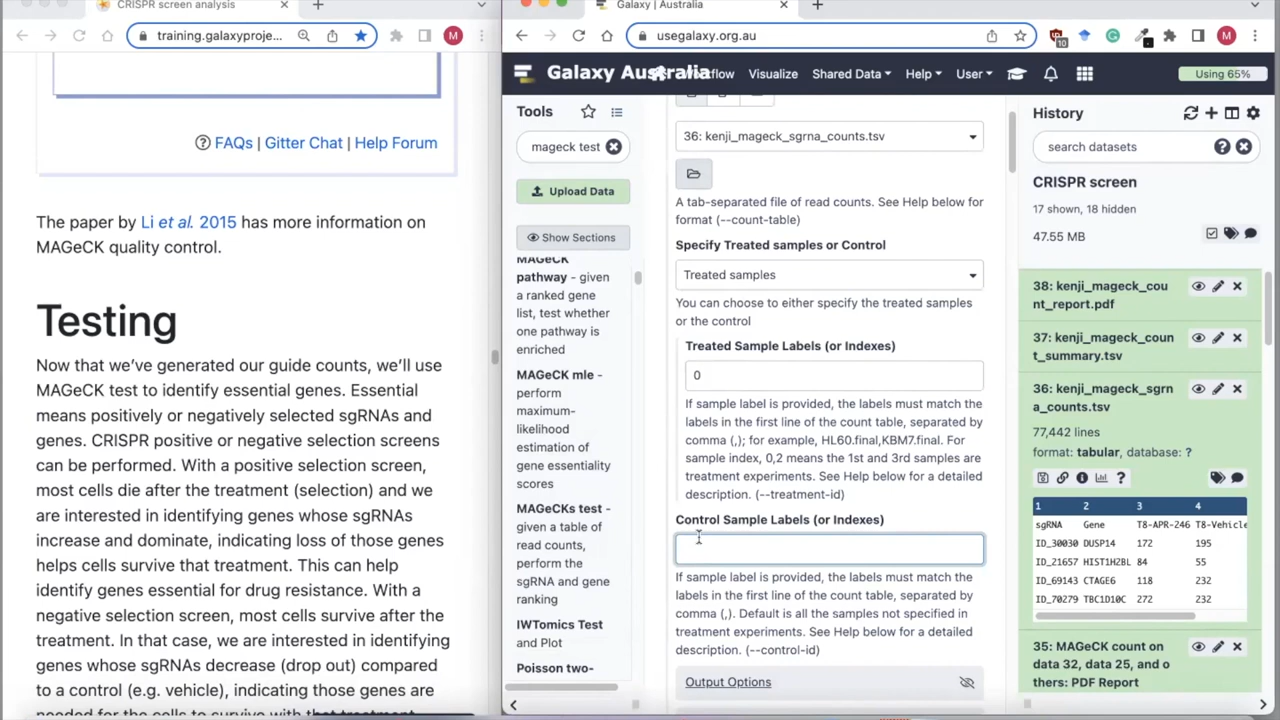 CRISPR screen analysis
training.galaxyproje...
FAQs | Gitter Chat | Help Forum
The paper by Li et al. 2015 has more information on
MAGeCK quality control.
Testing
Now that we've generated our guide counts, we'll use
MAGeCK test to identify essential genes. Essential
means positively or negatively selected sgRNAs and
genes. CRISPR positive or negative selection screens
can be performed. With a positive selection screen,
most cells die after the treatment (selection) and we
are interested in identifying genes whose sgRNAs
increase and dominate, indicating loss of those genes
helps cells survive that treatment. This can help
identify genes essential for drug resistance. With a
negative selection screen, most cells survive after the
treatment. In that case, we are interested in identifying
genes whose sgRNAs decrease (drop out) compared
to a control (e.g. vehicle), indicating those genes are
needed for the cells to survive with that treatment.
Galaxy | Australia
usegalaxy.org.au
10
M
M
Galaxy Australia
Workflow
Visualize
Shared Data
Help
User
Using 65%
Tools
mageck test
Upload Data
Show Sections
MAGeCK
pathway - given
a ranked gene
list, test whether
one pathway is
enriched
MAGeCK mle -
perform
maximum-
likelihood
estimation of
gene essentiality
scores
MAGeCKs test -
given a table of
read counts,
perform the
sgRNA and gene
ranking
IWTomics Test
and Plot
Poisson two-
36: kenji_mageck_sgrna_counts.tsv
A tab-separated file of read counts. See Help below for
format (--count-table)
Specify Treated samples or Control
Treated samples
You can choose to either specify the treated samples
or the control
Treated Sample Labels (or Indexes)
0
If sample label is provided, the labels must match the
labels in the first line of the count table, separated by
comma (,); for example, HL60.final,KBM7.final. For
sample index, 0,2 means the 1st and 3rd samples are
treatment experiments. See Help below for a detailed
description. (--treatment-id)
Control Sample Labels (or Indexes)
If sample label is provided, the labels must match the
labels in the first line of the count table, separated by
comma (,). Default is all the samples not specified in
treatment experiments. See Help below for a detailed
description. (--control-id)
Output Options
History
search datasets
CRISPR screen
17 shown, 18 hidden
47.55 MB
38: kenji_mageck_cou
nt_report.pdf
37: kenji_mageck_coun
t_summary.tsv
36: kenji_mageck_sgrn
a_counts.tsv
77,442 lines
format: tabular, database: ?
1 2 3 4
sgRNA Gene T8-APR-246 T8-Vehicle
ID_30030 DUSP14 172 195
ID_21657 HIST1H2BL 84 55
ID_69143 CTAGE6 118 232
ID_70279 TBC1D10C 272 232
35: MAGeCK count on
data 32, data 25, and o
thers: PDF Report